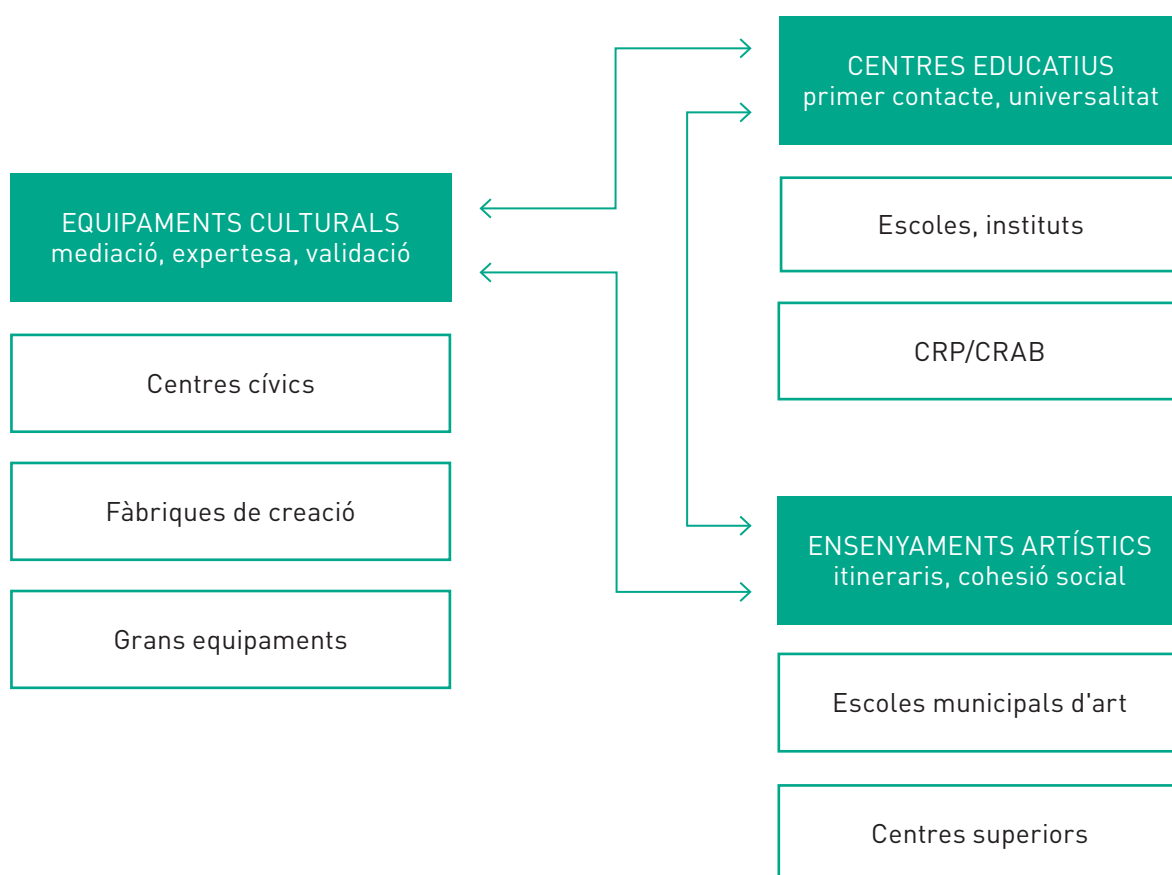 EQUIPAMENTS CULTURALS
mediació, expertesa, validació
Centres cívics
Fàbriques de creació
Grans equipaments
CENTRES EDUCATIUS
primer contacte, universalitat
Escoles, instituts
CRP/CRAB
ENSENYAMENTS ARTÍSTICS
itineraris, cohesió social
Escoles municipals d'art
Centres superiors